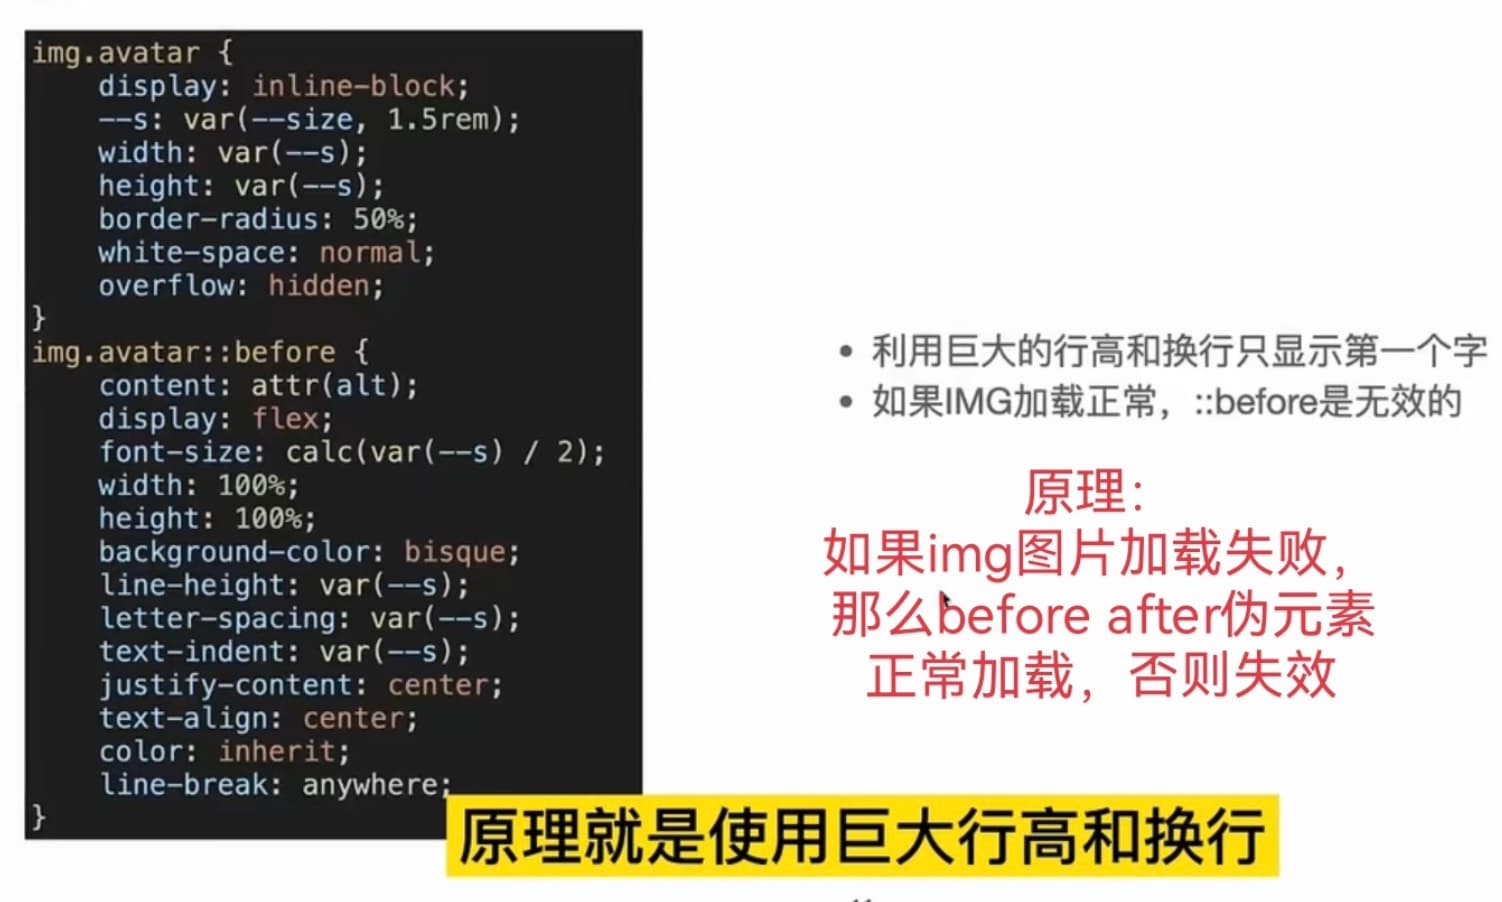 img.avatar {
display: inline-block;
--s: var(--size, 1.5rem);
width: var(--s);
height: var(--s);
border-radius: 50%;
white-space: normal;
overflow: hidden;
}
img.avatar::before {
content: attr(alt);
display: flex;
font-size: calc(var(--s) / 2);
width: 100%;
height: 100%;
background-color: bisque;
line-height: var(--s);
letter-spacing: var(--s);
text-indent: var(--s);
justify-content: center;
text-align: center;
color: inherit;
line-break: anywhere;
}
• 利用巨大的行高和换行只显示第一个字
• 如果IMG加载正常，::before是无效的
原理：
如果img图片加载失败，
那么before after伪元素
正常加载，否则失效
原理就是使用巨大行高和换行